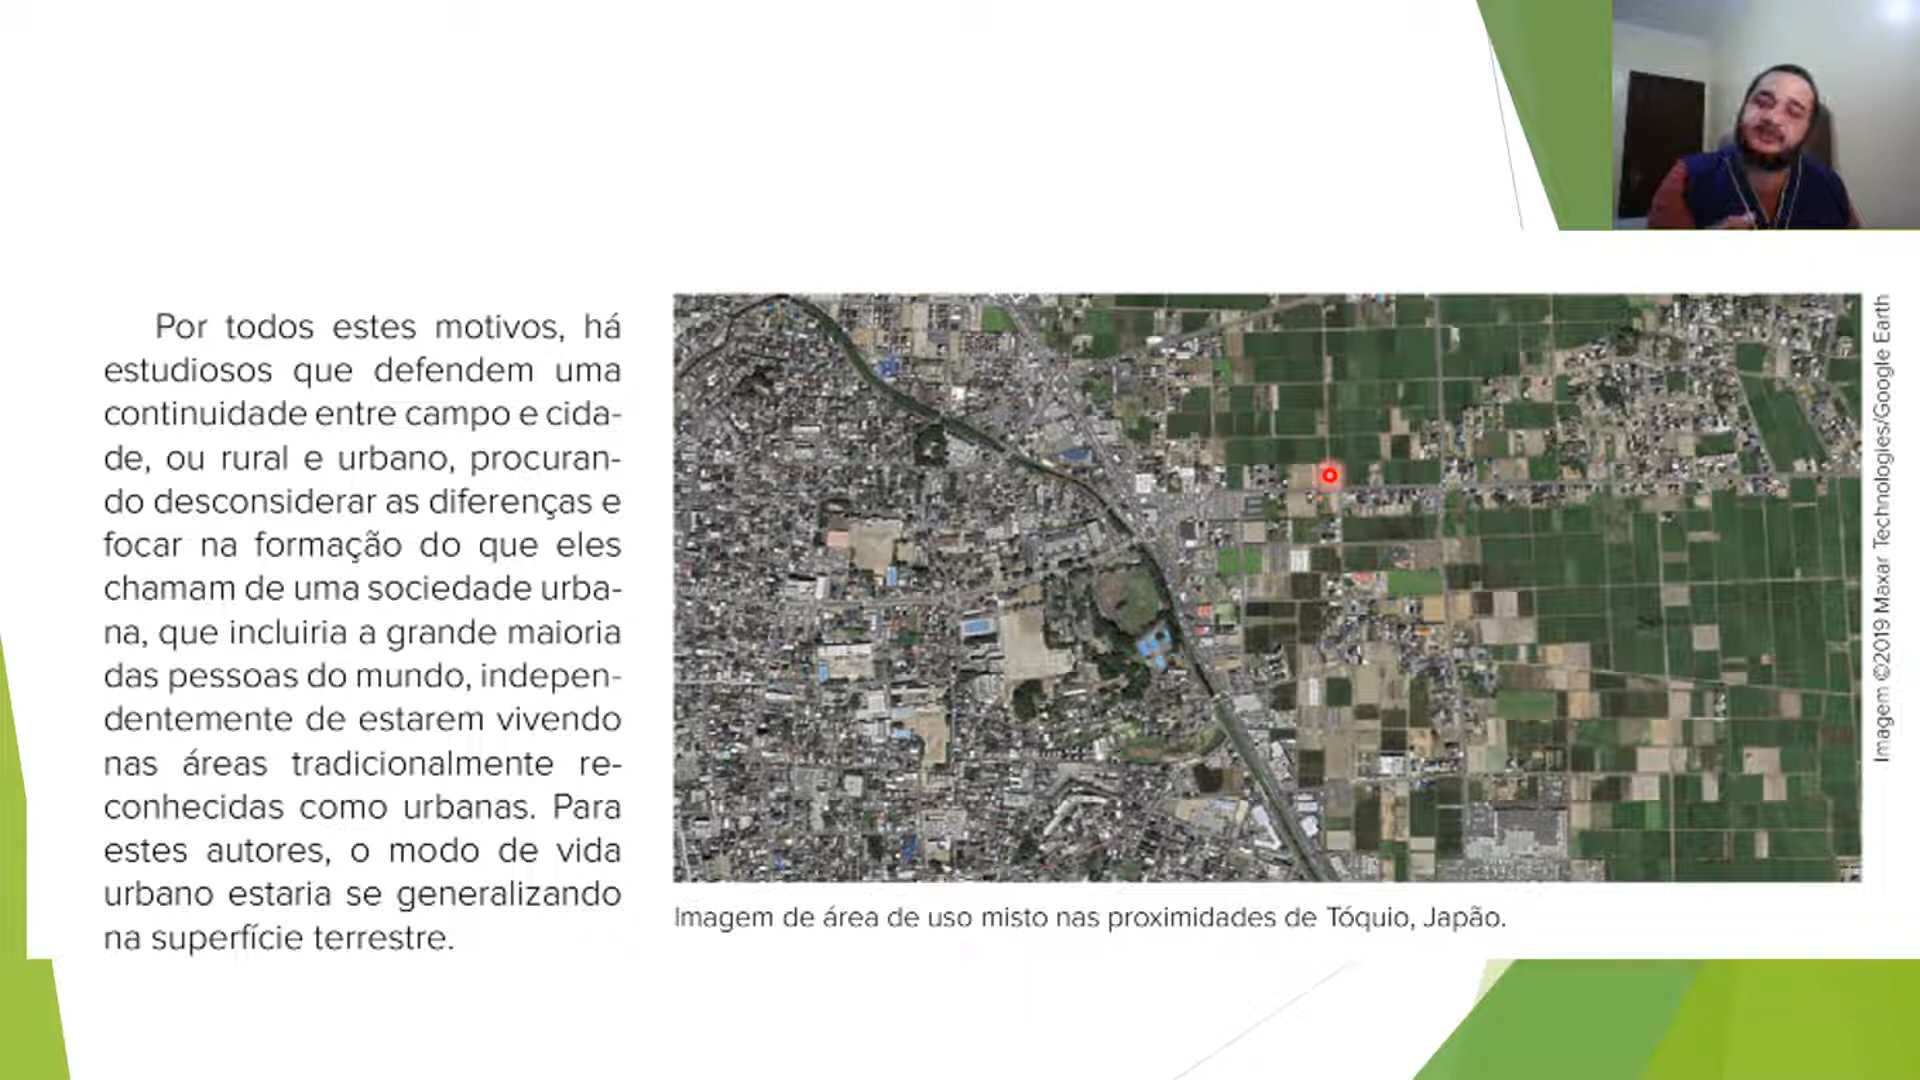 Por todos estes motivos, há
estudiosos que defendem uma
continuidade entre campo e cida-
de, ou rural e urbano, procuran-
do desconsiderar as diferenças e
focar na formação do que eles
chamam de uma sociedade urba-
na, que incluiria a grande maioria
das pessoas do mundo, indepen-
dentemente de estarem vivendo
nas áreas tradicionalmente re-
conhecidas como urbanas. Para
estes autores, o modo de vida
urbano estaria se generalizando
na superfície terrestre.
Imagem ©2019 Maxar Technologies/Google Earth
Imagem de área de uso misto nas proximidades de Tóquio, Japão.